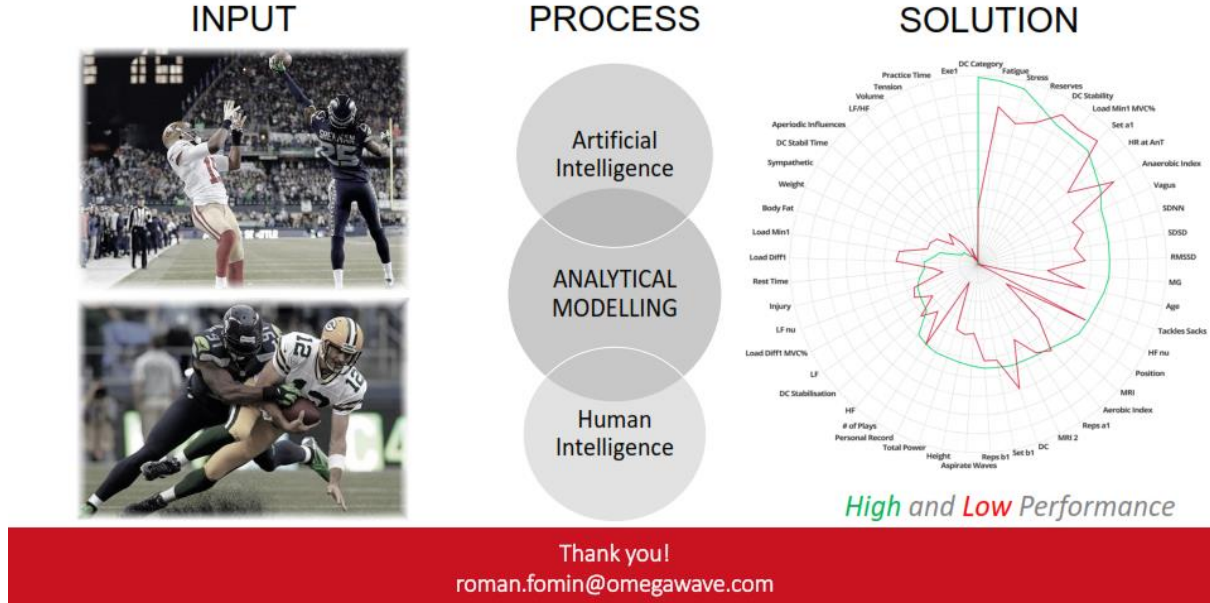 INPUT
PROCESS
SOLUTION
SHERMAN
25
1
12
12
Artificial
Intelligence
ANALYTICAL
MODELLING
Human
Intelligence
DC Category
Fatigue
Stress
Reserves
DC Stability
Load Min1 MVC%
Set a1
HR at AnT
Anaerobic Index
Vagus
SDNN
SDSD
RMSSD
MG
Age
Tackles Sacks
HF nu
Position
MRI
Aerobic Index
Reps a1
MRI 2
DC
Set b1
Reps b1
Aspirate Waves
Height
Total Power
Personal Record
# of Plays
HF
DC Stabilisation
LF
Load Diff1 MVC%
LF nu
Injury
Rest Time
Load Diff1
Load Min1
Body Fat
Weight
Sympathetic
DC Stabil Time
Aperiodic Influences
LF/HF
Volume
Tension
Practice Time
Exe1
High and Low Performance
Thank you!
roman.fomin@omegawave.com